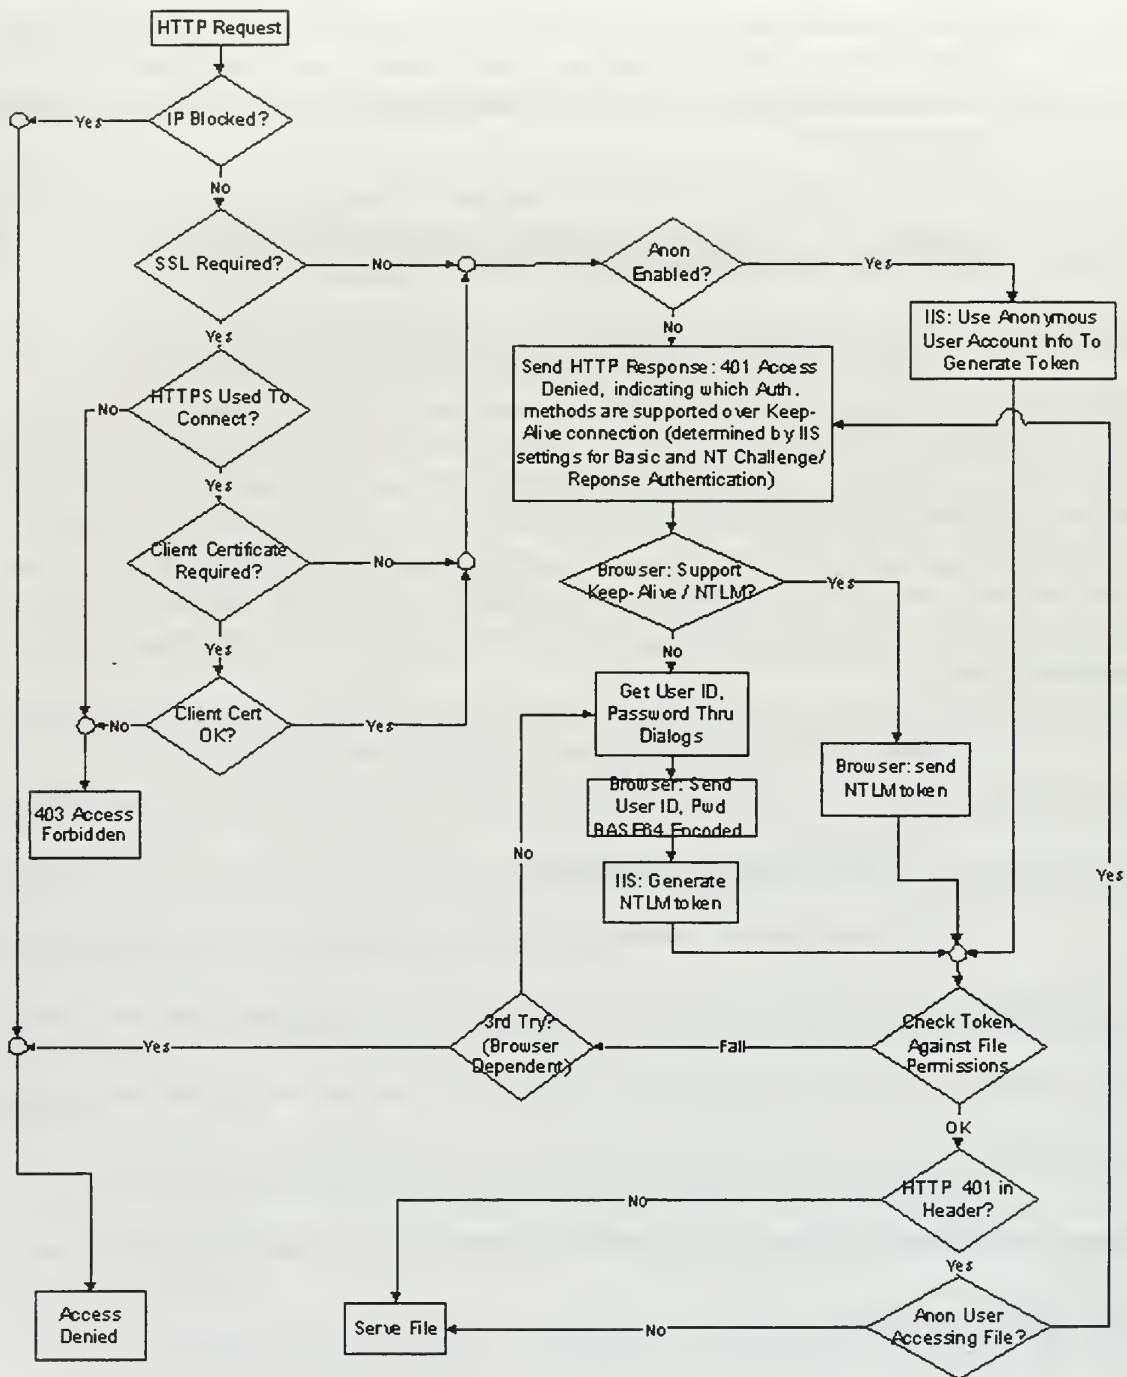 HTTP Request
IP Blocked?
Yes
No
SSL Required?
No
Anon
Enabled?
Yes
Yes
No
IIS: Use Anonymous
User Account Info To
Generate Token
HTTPS Used To
Connect?
No
Send HTTP Response: 401 Access
Denied, indicating which Auth.
methods are supported over Keep-
Alive connection (determined by IIS
settings for Basic and NT Challenge/
Reponse Authentication)
Yes
Client Certificate
Required?
No
Browser: Support
Keep-Alive / NTLM?
Yes
Yes
No
Client Cert
OK?
No
Yes
Get User ID,
Password Thru
Dialogs
Browser: send
NTLM token
403 Access
Forbidden
Browser: Send
User ID, Pwd
BASE64 Encoded
No
IIS: Generate
NTLM token
Yes
3rd Try?
(Browser
Dependent)
Yes
Fail
Check Token
Against File
Permissions
OK
HTTP 401 in
Header?
No
Yes
Access
Denied
Serve File
No
Anon User
Accessing File?